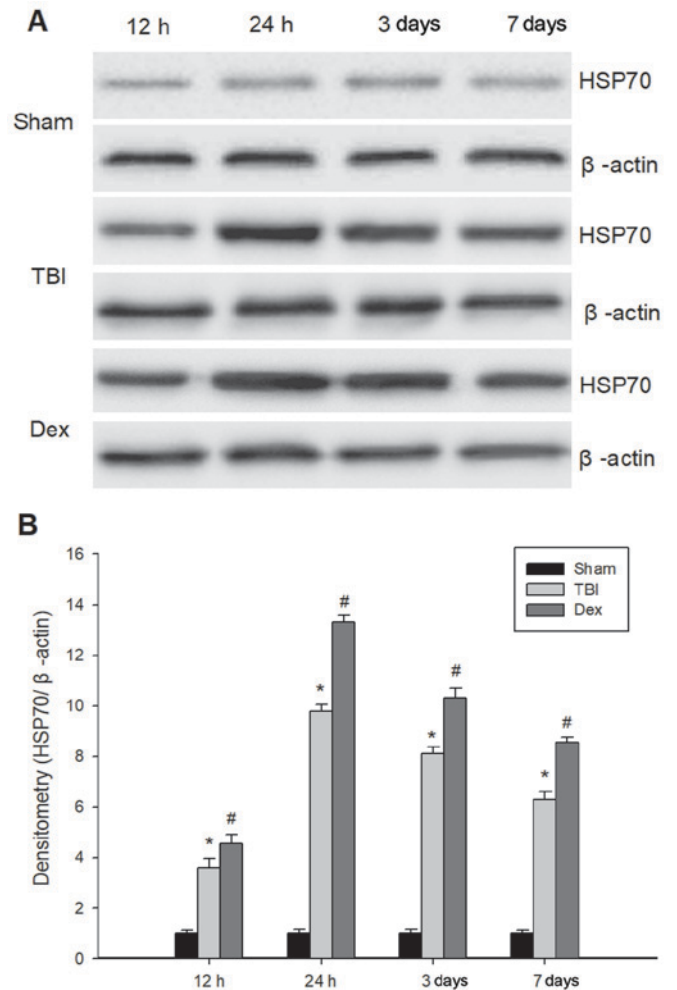 A
12 h 24 h 3 days 7 days
HSP70
Sham
β -actin
HSP70
TBI
β -actin
HSP70
Dex
β -actin
B
16
14
12
10
8
6
4
2
0
Densitometry (HSP70/ β -actin)
Sham
TBI
Dex
* #
* #
* #
* #
12 h 24 h 3 days 7 days